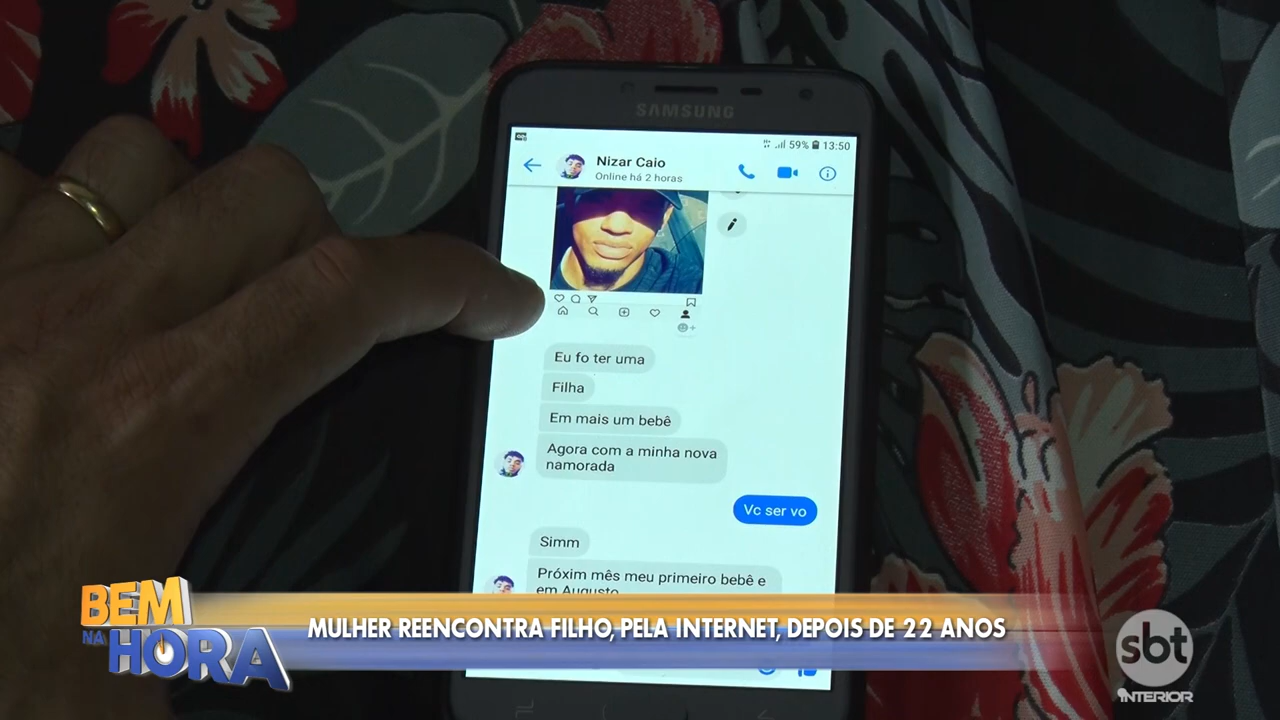 SAMSUNG
59% 13:50
Nizar Caio
Online há 2 horas
Eu fo ter uma
Filha
Em mais um bebê
Agora com a minha nova
namorada
Vc ser vo
Simm
Próxim mês meu primeiro bebê e
em Augusto
BEM
NA
HORA
MULHER REENCONTRA FILHO, PELA INTERNET, DEPOIS DE 22 ANOS
sbt
INTERIOR